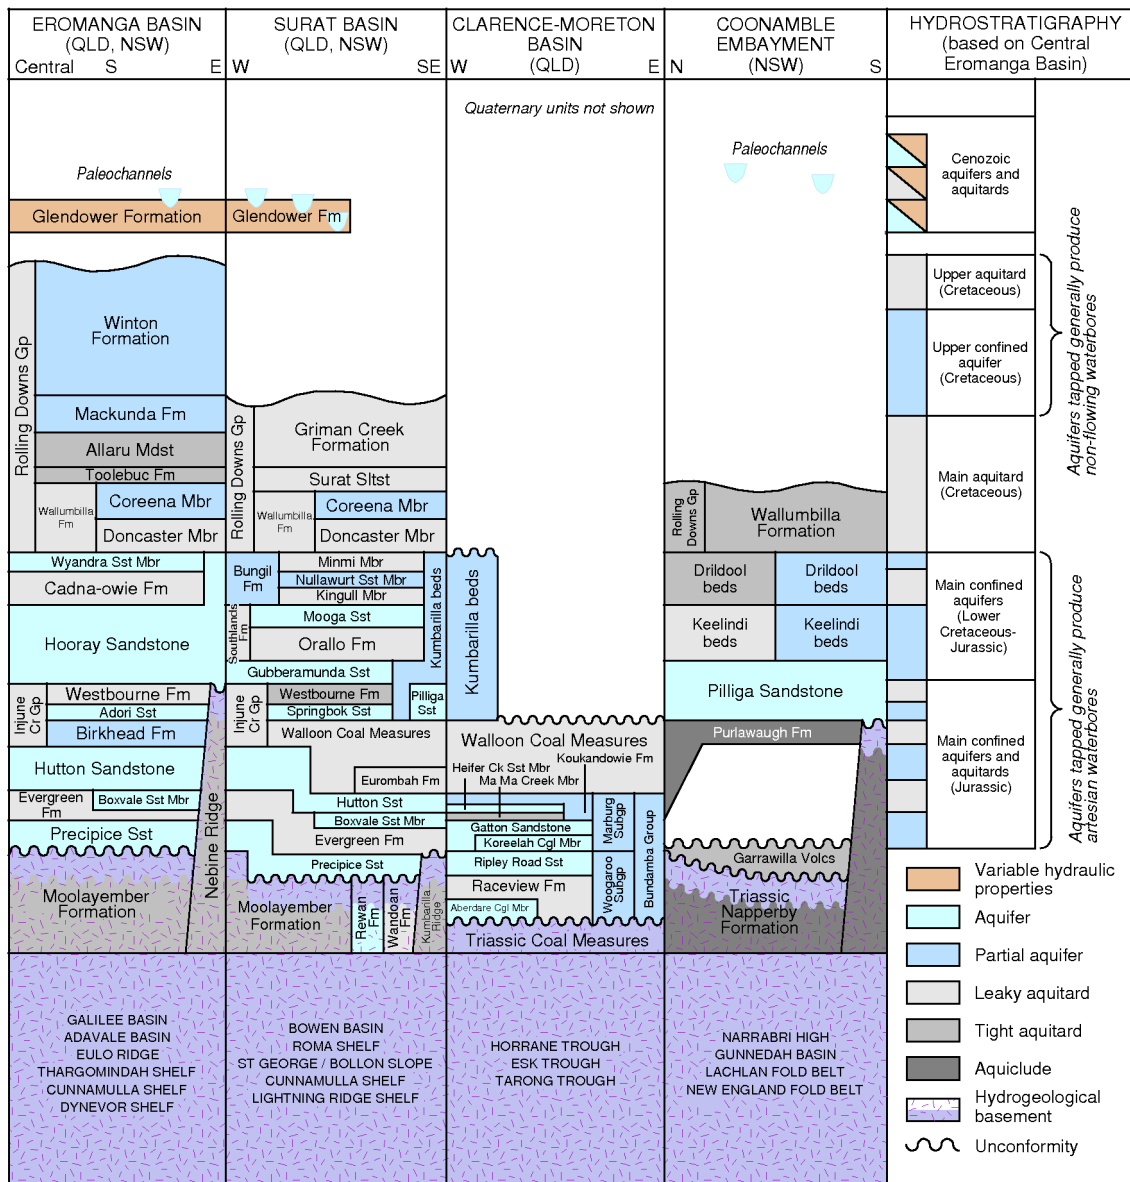 EROMANGA BASIN
(QLD, NSW)
Central S E
SURAT BASIN
(QLD, NSW)
W SE
CLARENCE-MORETON
BASIN
(QLD)
W E
COONAMBLE
EMBAYMENT
(NSW)
N S
HYDROSTRATIGRAPHY
(based on Central
Eromanga Basin)
Paleochannels
Glendower Formation
Rolling Downs Gp
Winton
Formation
Mackunda Fm
Allaru Mdst
Toolebuc Fm
Wallumbilla
Fm
Coreena Mbr
Doncaster Mbr
Wyandra Sst Mbr
Cadna-owie Fm
Hooray Sandstone
Injune
Cr Gp
Westbourne Fm
Adori Sst
Birkhead Fm
Hutton Sandstone
Evergreen
Fm
Boxvale Sst Mbr
Precipice Sst
Nebine Ridge
Moolayember
Formation
GALILEE BASIN
ADAVALE BASIN
EULO RIDGE
THARGOMINDAH SHELF
CUNNAMULLA SHELF
DYNEVOR SHELF
Glendower Fm
Rolling Downs Gp
Griman Creek
Formation
Surat Sltst
Wallumbilla
Fm
Coreena Mbr
Doncaster Mbr
Bungil
Fm
Minmi Mbr
Nullawurt Sst Mbr
Kingull Mbr
Southlands
Fm
Mooga Sst
Orallo Fm
Kumbarilla beds
Gubberamunda Sst
Injune
Cr Gp
Westbourne Fm
Springbok Sst
Pilliga
Sst
Walloon Coal Measures
Eurombah Fm
Hutton Sst
Boxvale Sst Mbr
Evergreen Fm
Precipice Sst
Moolayember
Formation
Rewan
Fm
Wandoan
Fm
Kumbarilla
Ridge
BOWEN BASIN
ROMA SHELF
ST GEORGE / BOLLON SLOPE
CUNNAMULLA SHELF
LIGHTNING RIDGE SHELF
Quaternary units not shown
Kumbarilla beds
Walloon Coal Measures
Koukandowie Fm
Heifer Ck Sst Mbr
Ma Ma Creek Mbr
Gatton Sandstone
Koreelah Cgl Mbr
Marburg
Subgp
Ripley Road Sst
Raceview Fm
Aberdare Cgl Mbr
Woogaroo
Subgp
Bundamba Group
Triassic Coal Measures
HORRANE TROUGH
ESK TROUGH
TARONG TROUGH
Paleochannels
Rolling
Downs Gp
Wallumbilla
Formation
Drildool
beds
Drildool
beds
Keelindi
beds
Keelindi
beds
Pilliga Sandstone
Purlawaugh Fm
Garrawilla Volcs
Triassic
Napperby
Formation
NARRABRI HIGH
GUNNEDAH BASIN
LACHLAN FOLD BELT
NEW ENGLAND FOLD BELT
Cenozoic
aquifers and
aquitards
Upper aquitard
(Cretaceous)
Upper confined
aquifer
(Cretaceous)
Main aquitard
(Cretaceous)
Main confined
aquifers
(Lower
Cretaceous-
Jurassic)
Main confined
aquifers and
aquitards
(Jurassic)
Aquifers tapped generally produce
non-flowing waterbores
Aquifers tapped generally produce
artesian waterbores
Variable hydraulic
properties
Aquifer
Partial aquifer
Leaky aquitard
Tight aquitard
Aquiclude
Hydrogeological
basement
Unconformity